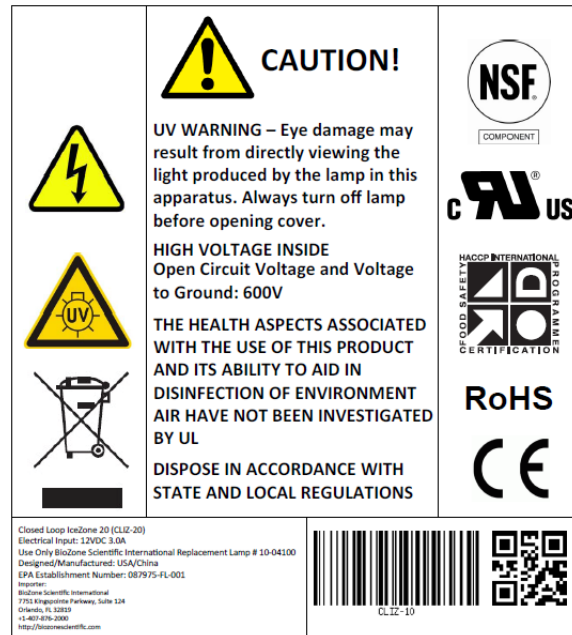 CAUTION!
UV WARNING – Eye damage may
result from directly viewing the
light produced by the lamp in this
apparatus. Always turn off lamp
before opening cover.
HIGH VOLTAGE INSIDE
Open Circuit Voltage and Voltage
to Ground: 600V
THE HEALTH ASPECTS ASSOCIATED
WITH THE USE OF THIS PRODUCT
AND ITS ABILITY TO AID IN
DISINFECTION OF ENVIRONMENT
AIR HAVE NOT BEEN INVESTIGATED
BY UL
DISPOSE IN ACCORDANCE WITH
STATE AND LOCAL REGULATIONS
UV
NSF®
COMPONENT
C RU® US
HACCP INTERNATIONAL
FOOD SAFETY
PROGRAMMES
CERTIFICATION
RoHS
CE
Closed Loop IceZone 20 (CLIZ-20)
Electrical Input: 12VDC 3.0A
Use Only BioZone Scientific International Replacement Lamp # 10-04100
Designed/Manufactured: USA/China
EPA Establishment Number: 087975-FL-001
Importer:
BioZone Scientific International
7751 Kingspointe Parkway, Suite 124
Orlando, FL 32819
+1-407-876-2000
http://biozonescientific.com
CLIZ-10